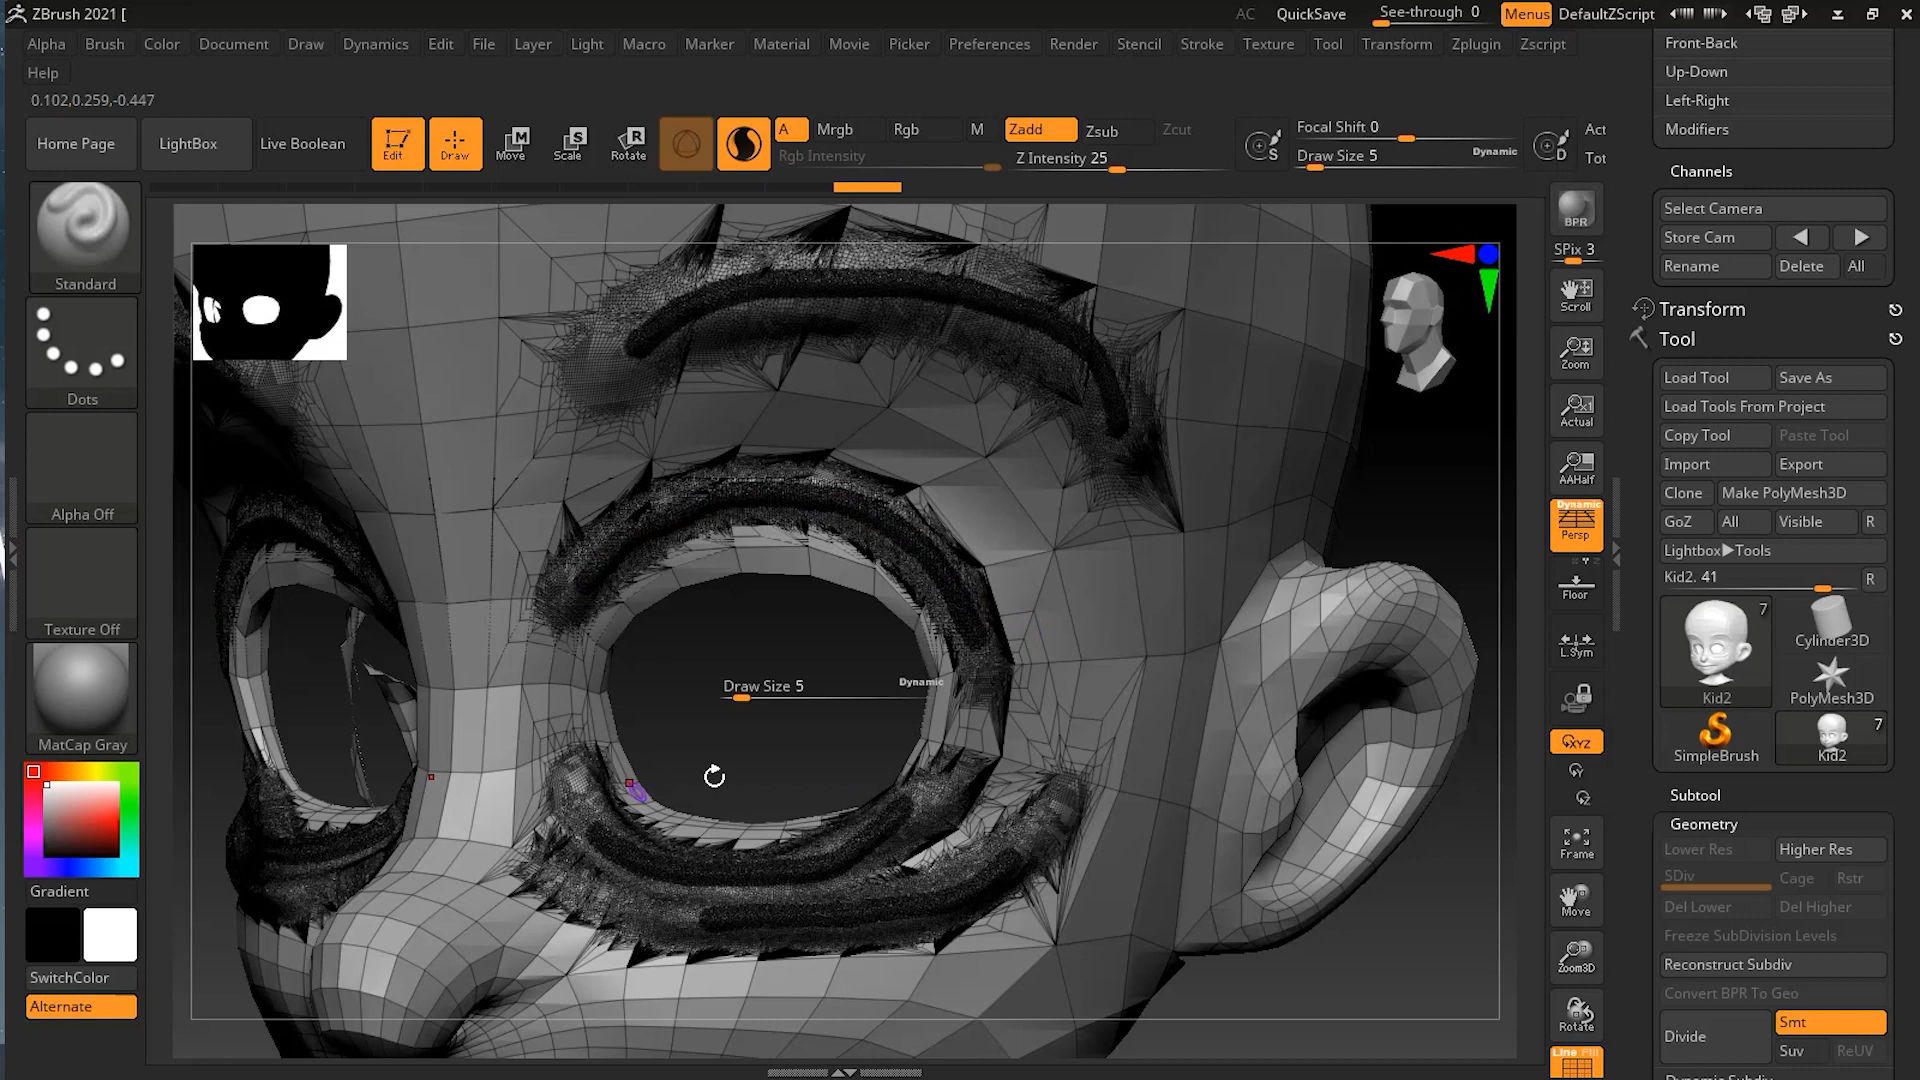 ZBrush 2021 [
AC QuickSave See-through 0 Menus DefaultZScript
Alpha Brush Color Document Draw Dynamics Edit File Layer Light Macro Marker Material Movie Picker Preferences Render Stencil Stroke Texture Tool Transform Zplugin Zscript
Help
0.102,0.259,-0.447
Home Page LightBox Live Boolean Edit Draw Move Scale Rotate
M S R
A Mrgb Rgb M Zadd Zsub Zcut
Rgb Intensity Z Intensity 25
S Focal Shift 0
Draw Size 5 Dynamic
D Act
Tot
Standard
Dots
Alpha Off
Texture Off
MatCap Gray
Gradient
SwitchColor
Alternate
Draw Size 5 Dynamic
BPR
SPix 3
Scroll
Zoom
Actual
AAHalf
Dynamic
Persp
Floor
L.Sym
XYZ
Y
Z
Frame
Move
Zoom3D
Rotate
Line Fill
Front-Back
Up-Down
Left-Right
Modifiers
Channels
Select Camera
Store Cam
Rename Delete All
Transform
Tool
Load Tool Save As
Load Tools From Project
Copy Tool Paste Tool
Import Export
Clone Make PolyMesh3D
GoZ All Visible R
Lightbox▶Tools
Kid2. 41 R
7
Kid2
Cylinder3D
PolyMesh3D
SimpleBrush
7
Kid2
Subtool
Geometry
Lower Res Higher Res
SDiv Cage Rstr
Del Lower Del Higher
Freeze SubDivision Levels
Reconstruct Subdiv
Convert BPR To Geo
Divide Smt
Suv ReUV
Dynamic Subdiv